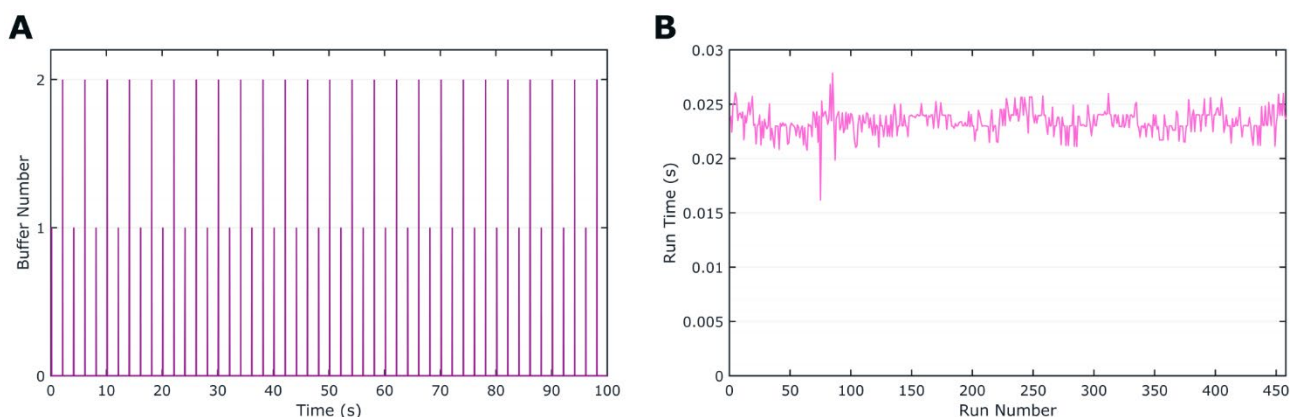 A
Buffer Number
2
1
0
0 10 20 30 40 50 60 70 80 90 100
Time (s)
B
Run Time (s)
0.03
0.025
0.02
0.015
0.01
0.005
0
0 50 100 150 200 250 300 350 400 450
Run Number